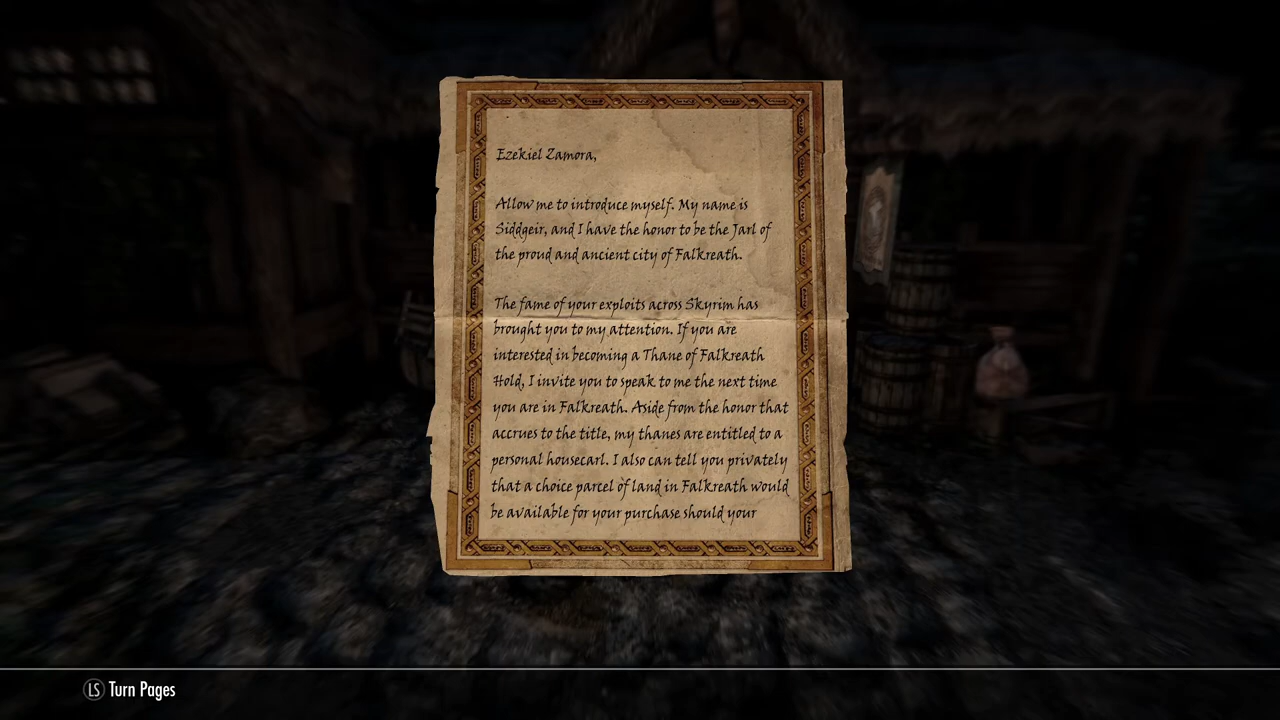 Ezekiel Zamora,
Allow me to introduce myself. My name is
Siddgeir, and I have the honor to be the Jarl of
the proud and ancient city of Falkreath.
The fame of your exploits across Skyrim has
brought you to my attention. If you are
interested in becoming a Thane of Falkreath
Hold, I invite you to speak to me the next time
you are in Falkreath. Aside from the honor that
accrues to the title, my thanes are entitled to a
personal housecarl. I also can tell you privately
that a choice parcel of land in Falkreath would
be available for your purchase should your
LS Turn Pages